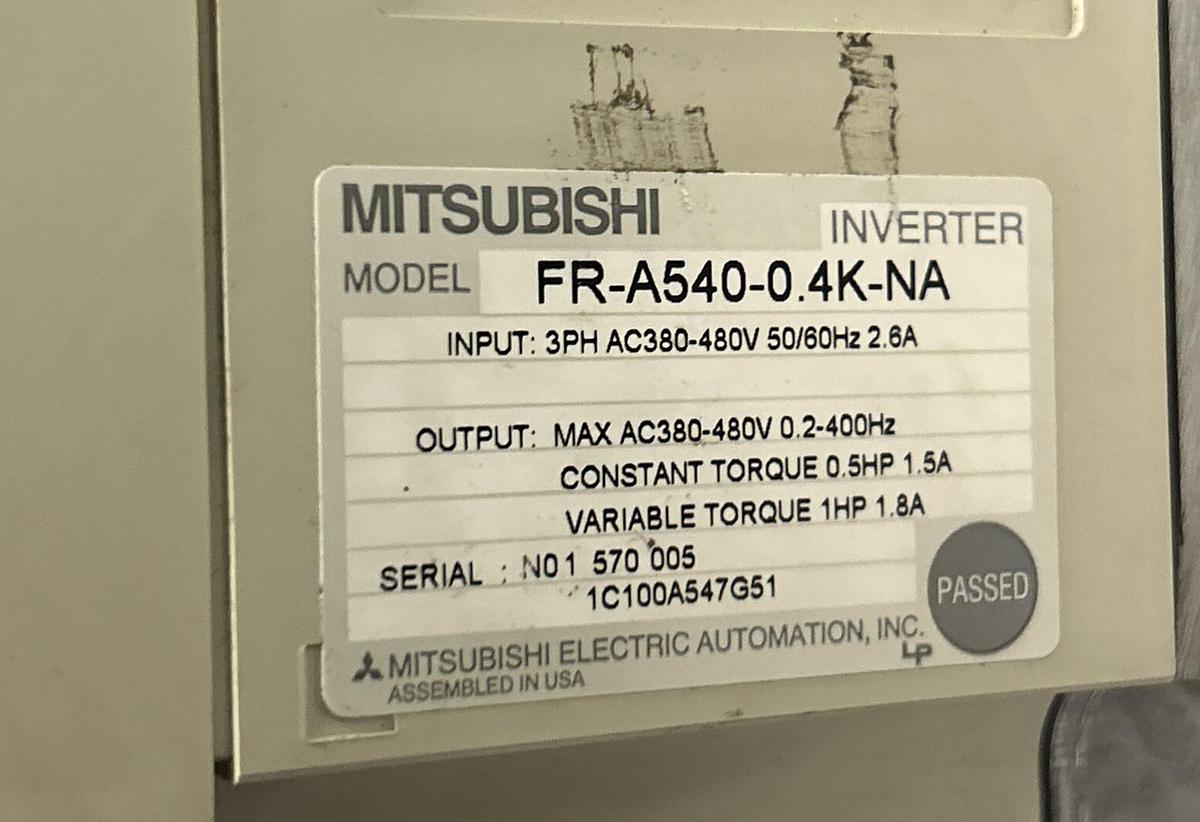 MITSUBISHI
INVERTER
MODEL FR-A540-0.4K-NA
INPUT: 3PH AC380-480V 50/60Hz 2.6A
OUTPUT: MAX AC380-480V 0.2-400Hz
CONSTANT TORQUE 0.5HP 1.5A
VARIABLE TORQUE 1HP 1.8A
SERIAL : N01 570 005
1C100A547G51
PASSED
MITSUBISHI ELECTRIC AUTOMATION, INC.
LP
ASSEMBLED IN USA